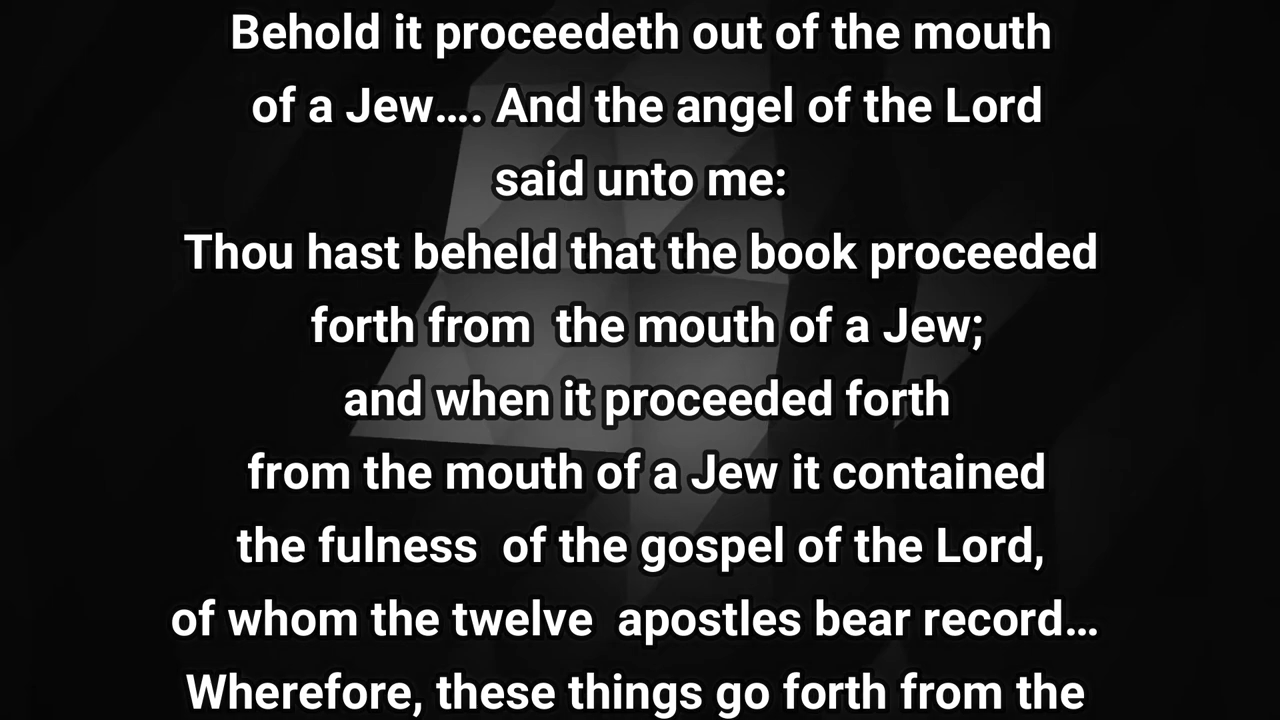 Behold it proceedeth out of the mouth
of a Jew…. And the angel of the Lord
said unto me:
Thou hast beheld that the book proceeded
forth from  the mouth of a Jew;
and when it proceeded forth
from the mouth of a Jew it contained
the fulness  of the gospel of the Lord,
of whom the twelve  apostles bear record…
Wherefore, these things go forth from the